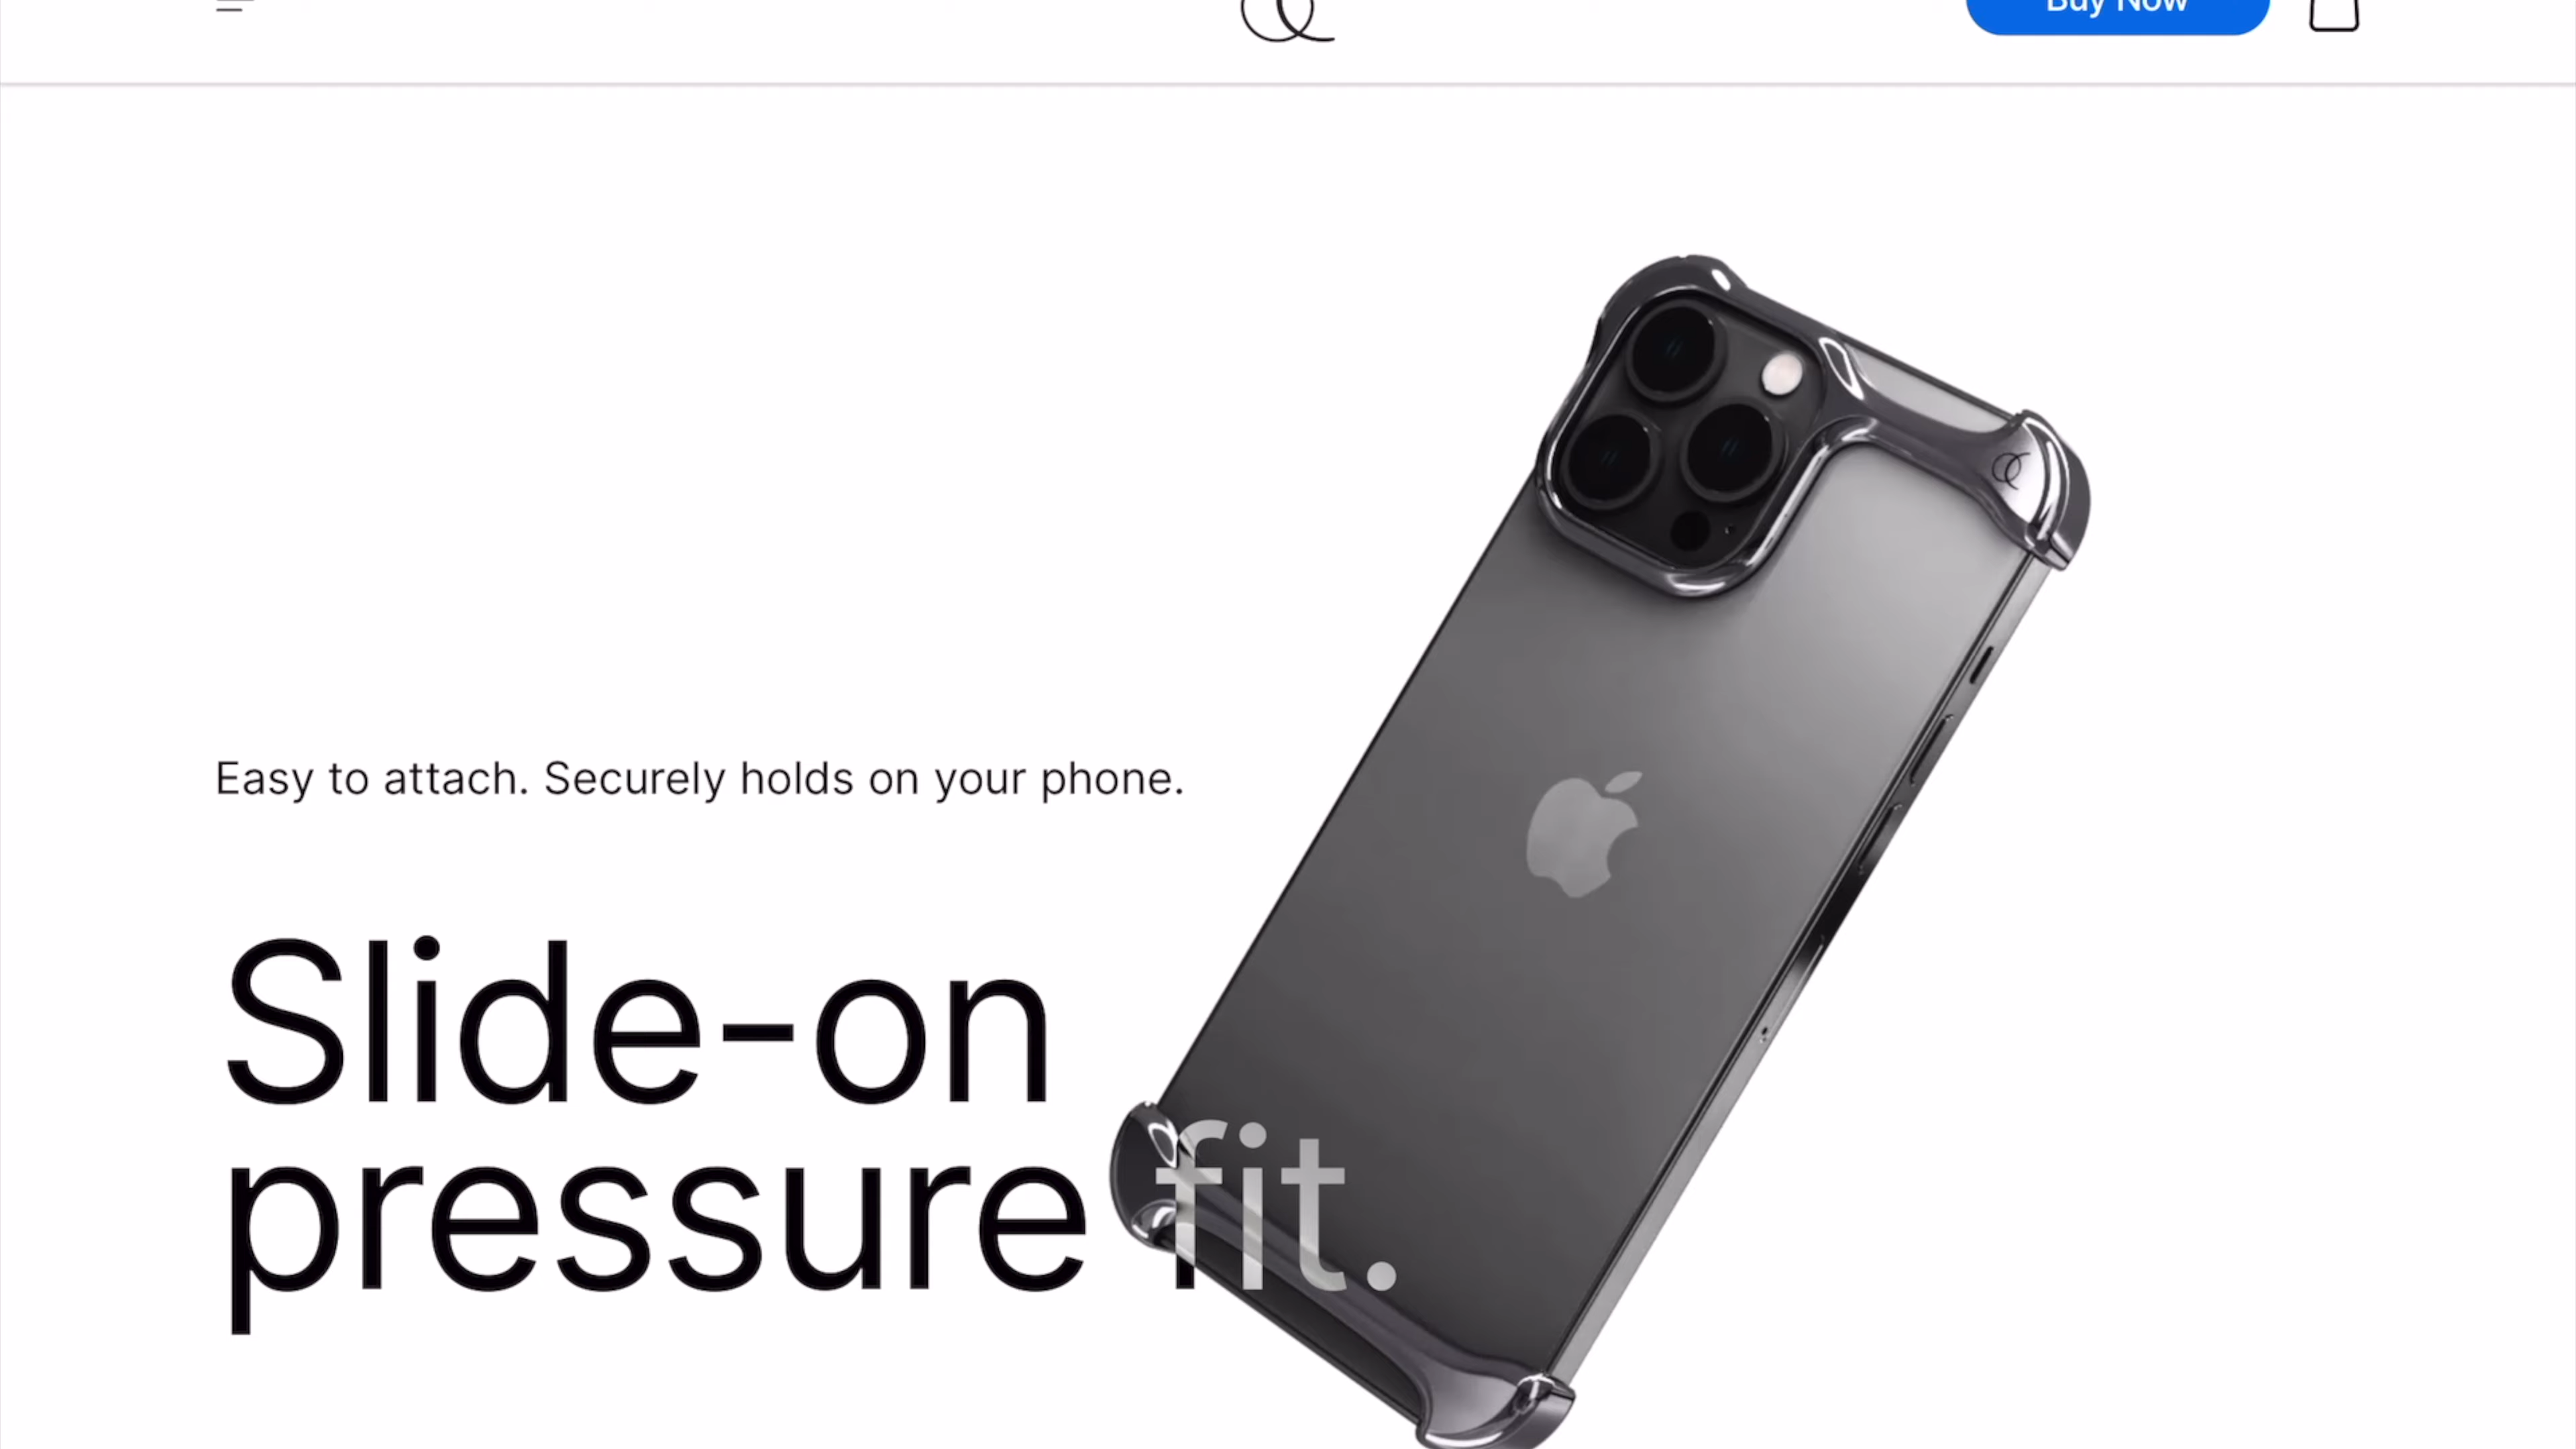 Buy Now
Easy to attach. Securely holds on your phone.
Slide-on
pressure fit.